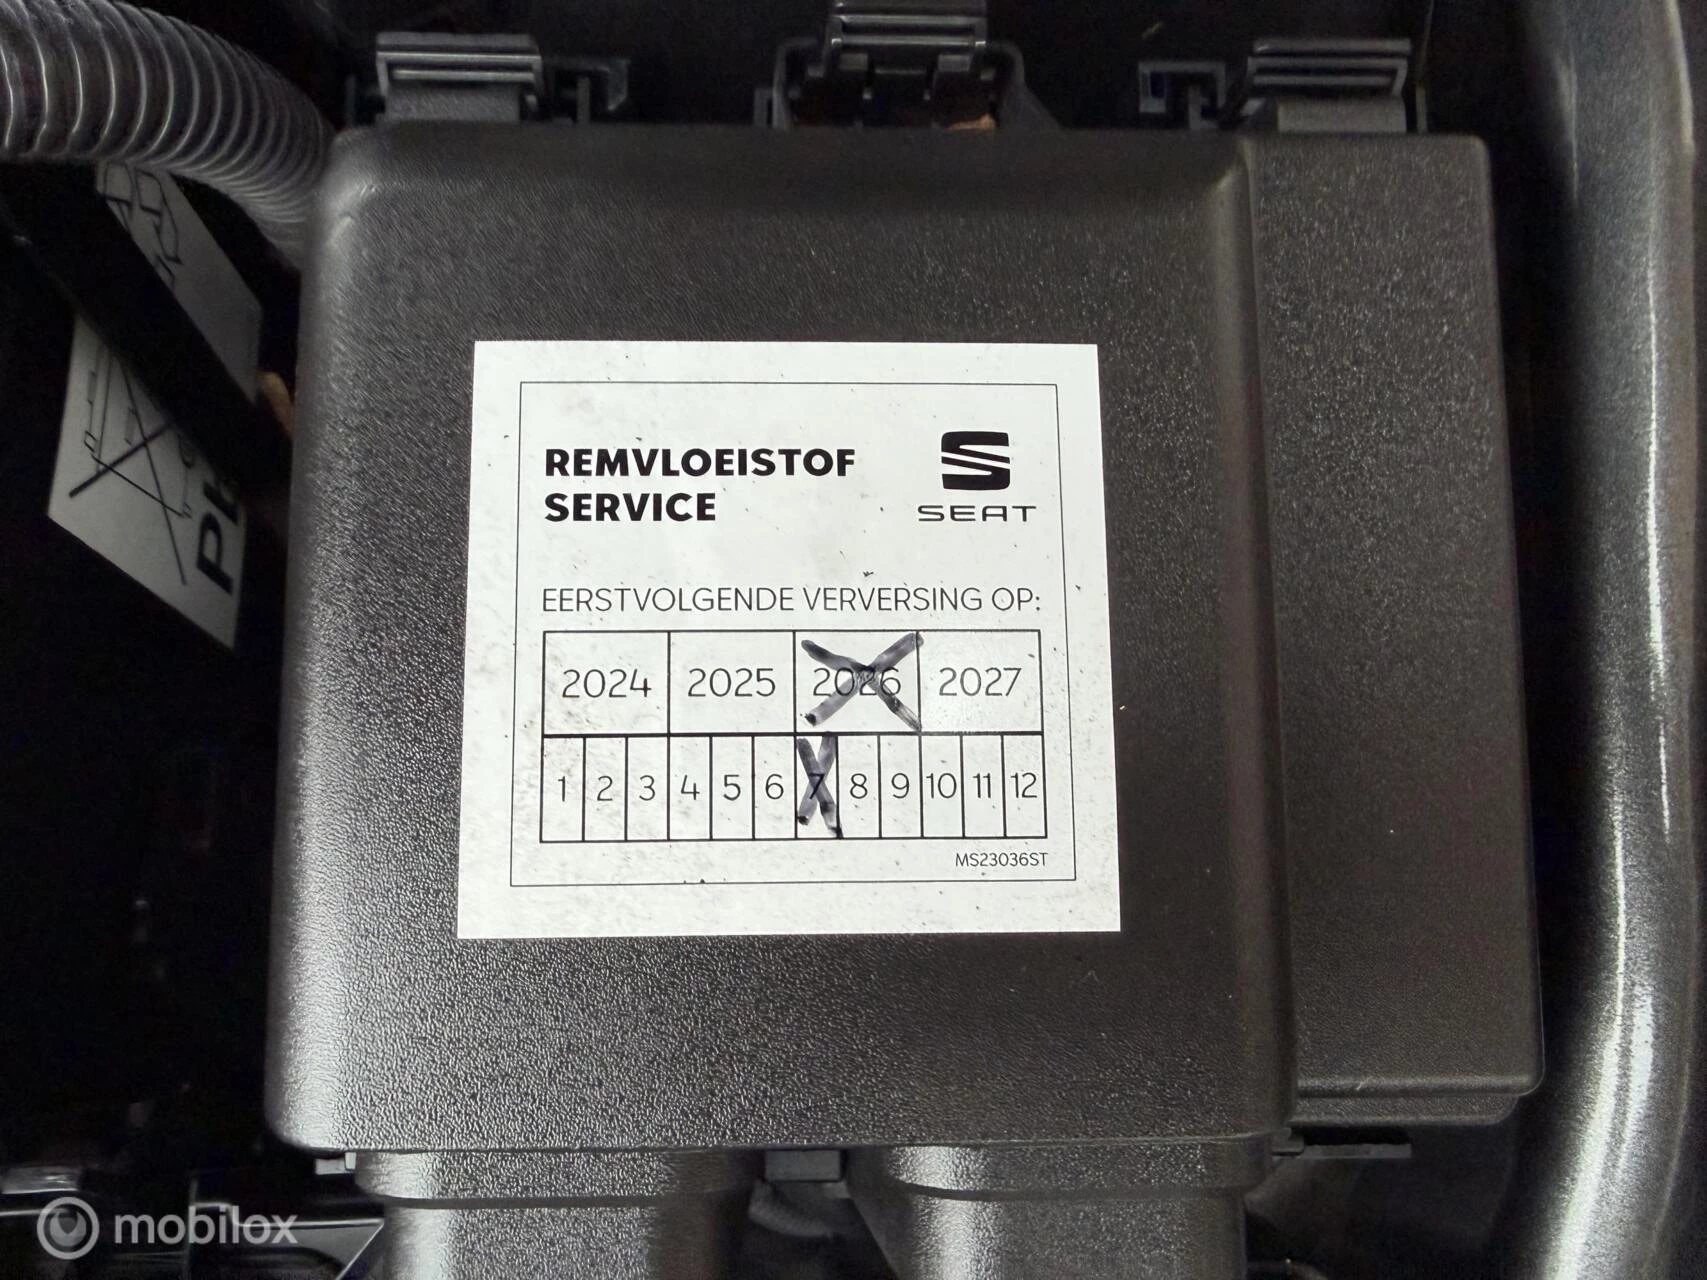 REMVLOEISTOF
SERVICE
SEAT
EERSTVOLGENDE VERVERSING OP:
2024 2025 2026 2027
1 2 3 4 5 6 7 8 9 10 11 12
MS23036ST
mobilox